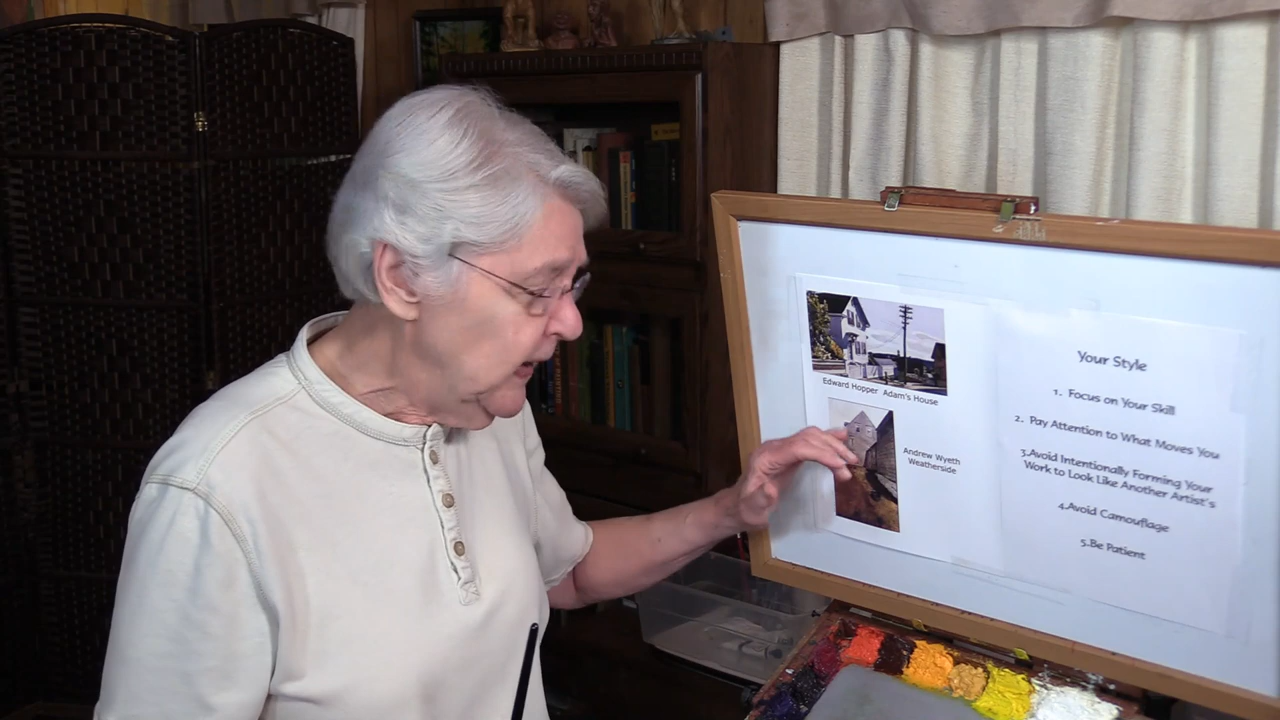 Edward Hopper Adam's House
Andrew Wyeth
Weatherside
Your Style
1. Focus on Your Skill
2. Pay Attention to What Moves You
3.Avoid Intentionally Forming Your
Work to Look Like Another Artist's
4.Avoid Camouflage
5.Be Patient